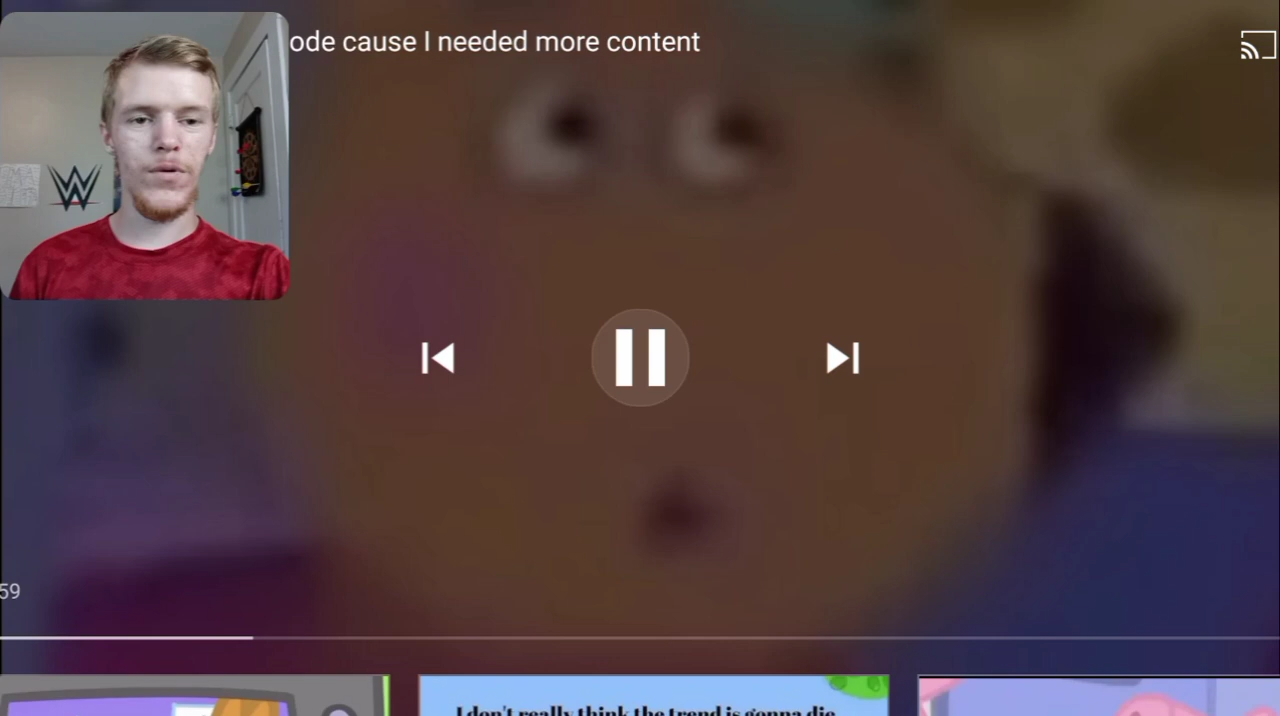 ode cause I needed more content
W
59
I don't really think the trend is gonna die